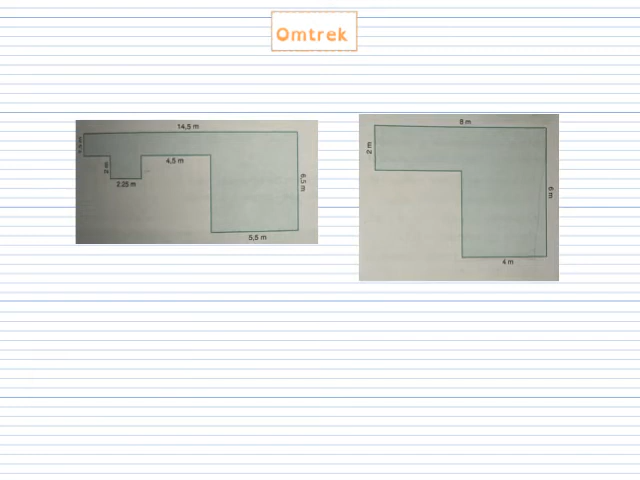 Omtrek
14,5 m
2 m
4,5 m
2.25 m
6,5 m
5,5 m
8 m
2 m
6 m
4 m